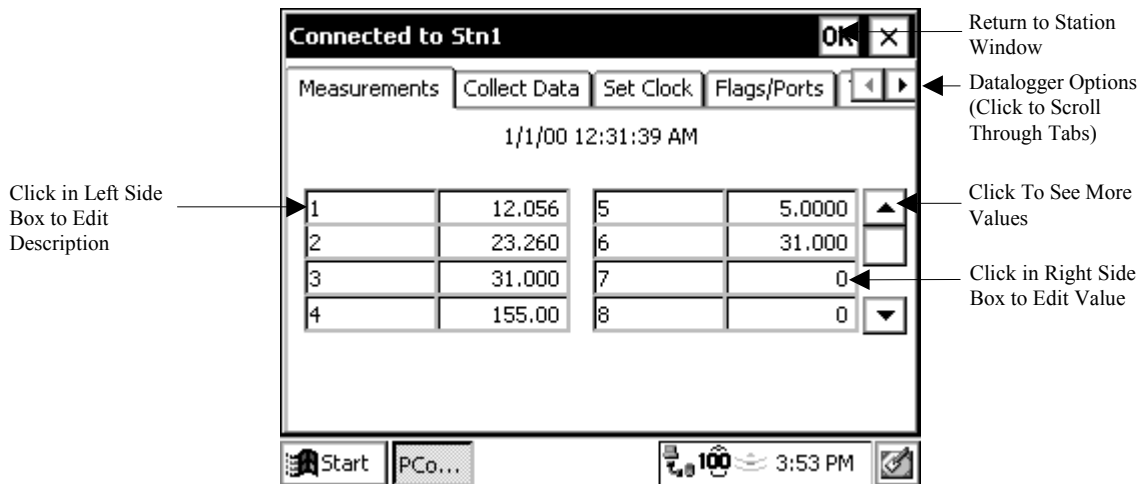 Connected to Stn1 OK
Return to Station
Window
Measurements Collect Data Set Clock Flags/Ports
Datalogger Options
(Click to Scroll
Through Tabs)
1/1/00 12:31:39 AM
Click in Left Side
Box to Edit
Description
Click To See More
Values
1 12.056 5 5.0000
2 23.260 6 31.000
3 31.000 7 0
4 155.00 8 0
Click in Right Side
Box to Edit Value
Start PCo... 100 3:53 PM